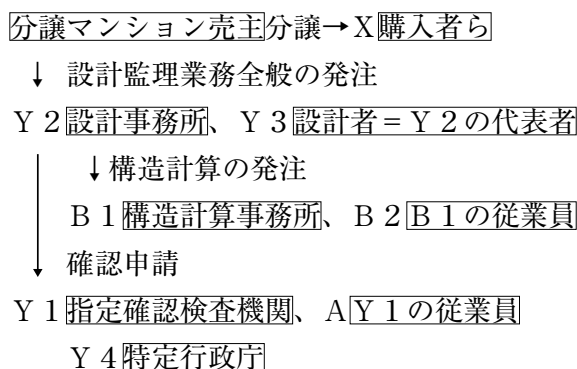 分譲マンション売主分譲→X購入者ら
↓ 設計監理業務全般の発注
Y2設計事務所、Y3設計者=Y2の代表者
↓構造計算の発注
B1構造計算事務所、B2B1の従業員
↓ 確認申請
Y1指定確認検査機関、AY1の従業員
Y4特定行政庁